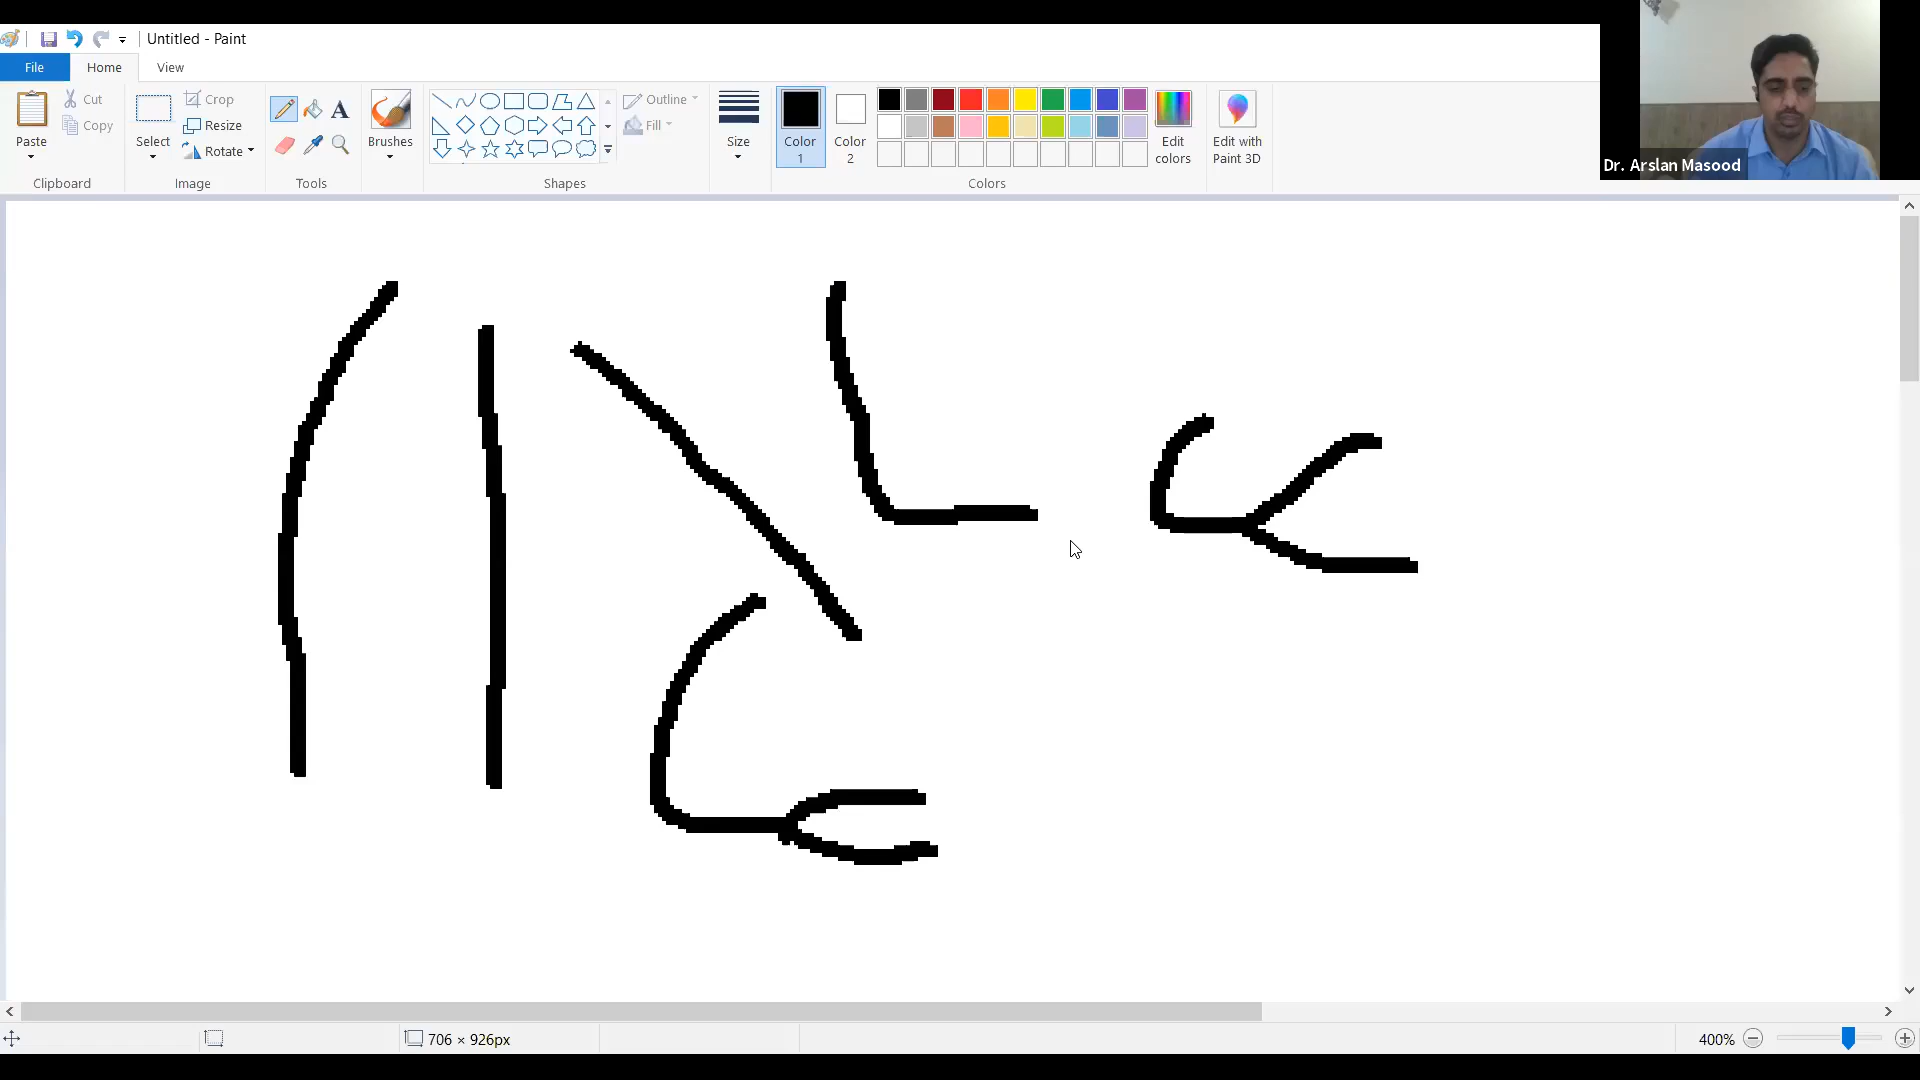 Untitled - Paint
File Home View
Cut
Copy
Paste
Crop
Resize
Rotate
Select
Brushes
Outline
Fill
Size
Color 1
Color 2
Edit colors
Edit with Paint 3D
Clipboard Image Tools Shapes Colors
Dr. Arslan Masood
706 × 926px
400%